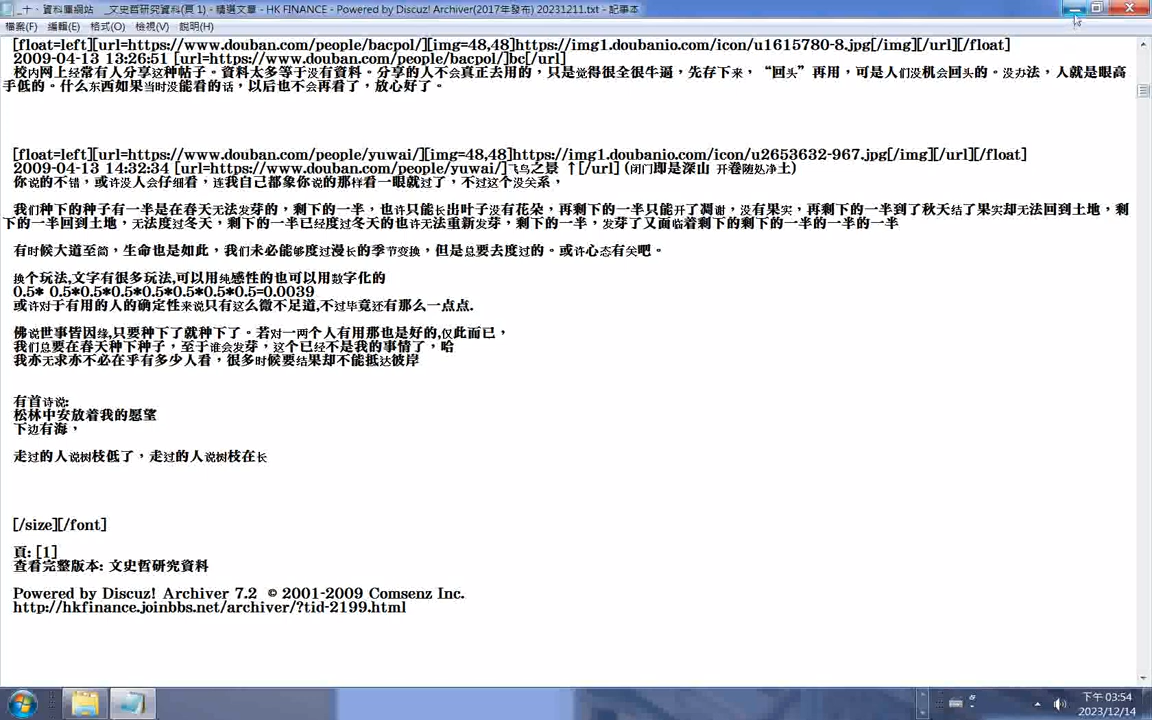 _十、資料庫網站　_文史哲研究資料(頁 1) - 精選文章 - HK FINANCE - Powered by Discuz! Archiver(2017年發布) 20231211.txt - 記事本
檔案(F) 編輯(E) 格式(O) 檢視(V) 說明(H)
[float=left][url=https://www.douban.com/people/bacpol/][img=48,48]https://img1.doubanio.com/icon/u1615780-8.jpg[/img][/url][/float]
2009-04-13 13:26:51 [url=https://www.douban.com/people/bacpol/]bc[/url]
校内网上经常有人分享这种帖子。資料太多等于没有資料。分享的人不会真正去用的，只是觉得很全很牛逼，先存下来，“回头”再用，可是人们没机会回头的。没办法，人就是眼高
手低的。什么东西如果当时没能看的话，以后也不会再看了，放心好了。
[float=left][url=https://www.douban.com/people/yuwai/][img=48,48]https://img1.doubanio.com/icon/u2653632-967.jpg[/img][/url][/float]
2009-04-13 14:32:34 [url=https://www.douban.com/people/yuwai/]飞鸟之景 ↑[/url] (闭门即是深山 开卷随处净土)
你说的不错，或许没人会仔细看，连我自己都象你说的那样看一眼就过了，不过这个没关系，
我们种下的种子有一半是在春天无法发芽的，剩下的一半，也许只能长出叶子没有花朵，再剩下的一半只能开了凋谢，没有果实，再剩下的一半到了秋天结了果实却无法回到土地，剩
下的一半回到土地，无法度过冬天，剩下的一半已经度过冬天的也许无法重新发芽，剩下的一半，发芽了又面临着剩下的剩下的一半的一半的一半
有时候大道至简，生命也是如此，我们未必能够度过漫长的季节变换，但是总要去度过的。或许心态有关吧。
换个玩法,文字有很多玩法,可以用纯感性的也可以用数字化的
0.5* 0.5*0.5*0.5*0.5*0.5*0.5*0.5=0.0039
或许对于有用的人的确定性来说只有这么微不足道,不过毕竟还有那么一点点.
佛说世事皆因缘,只要种下了就种下了。若对一两个人有用那也是好的,仅此而已，
我们总要在春天种下种子，至于谁会发芽，这个已经不是我的事情了，哈
我亦无求亦不必在乎有多少人看，很多时候要结果却不能抵达彼岸
有首诗说:
松林中安放着我的愿望
下边有海，
走过的人说树枝低了，走过的人说树枝在长
[/size][/font]
頁: [1]
查看完整版本: 文史哲研究資料
Powered by Discuz! Archiver 7.2  © 2001-2009 Comsenz Inc.
http://hkfinance.joinbbs.net/archiver/?tid-2199.html
下午 03:54
2023/12/14